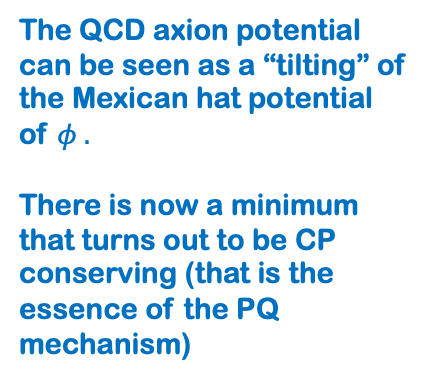 The QCD axion potential
can be seen as a “tilting” of
the Mexican hat potential
of ϕ .
There is now a minimum
that turns out to be CP
conserving (that is the
essence of the PQ
mechanism)